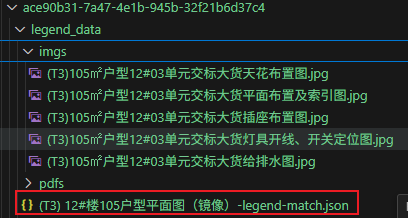 ace90b31-7a47-4e1b-945b-32f21b6d37c4
legend_data
imgs
(T3)105㎡户型12#03单元交标大货天花布置图.jpg
(T3)105㎡户型12#03单元交标大货平面布置及索引图.jpg
(T3)105㎡户型12#03单元交标大货插座布置图.jpg
(T3)105㎡户型12#03单元交标大货灯具开线、开关定位图.jpg
(T3)105㎡户型12#03单元交标大货给排水图.jpg
pdfs
{} (T3) 12#楼105户型平面图（镜像）-legend-match.json